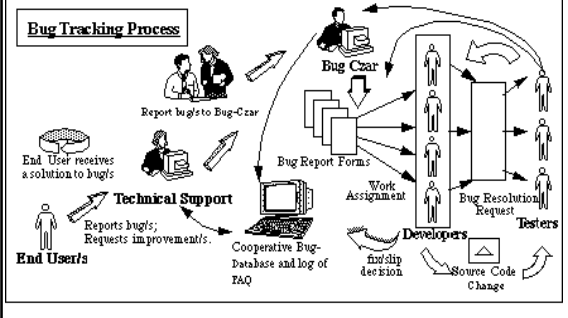 Bug Tracking Process
Bug Czar
Report bug/s to Bug-Czar
Bug Report Forms
End User receives
a solution to bug/s
Technical Support
Work
Assignment
Bug Resolution
Request
Testers
Reports bug/s;
Requests improvement/s.
End User/s
Cooperative Bug-
Database and log of
FAQ
Developers
fix/slip
decision
Source Code
Change